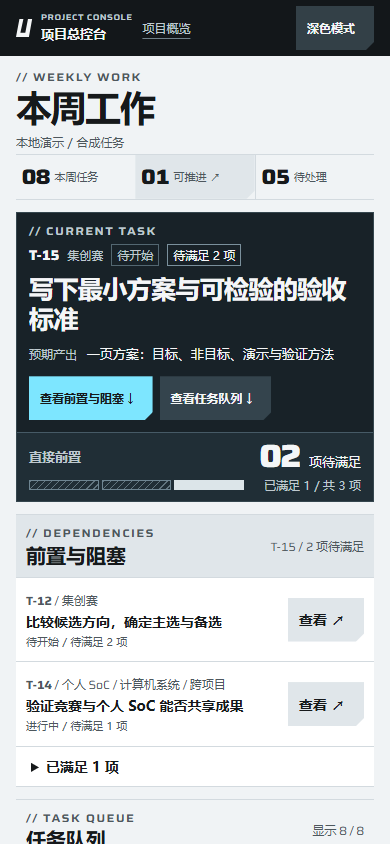 PROJECT CONSOLE
项目总控台
项目概览
深色模式
// WEEKLY WORK
本周工作
本地演示 / 合成任务
08 本周任务
01 可推进 ↗
05 待处理
// CURRENT TASK
T-15 集创赛 待开始 待满足 2 项
写下最小方案与可检验的验收
标准
预期产出 一页方案：目标、非目标、演示与验证方法
查看前置与阻塞 ↓
查看任务队列 ↓
直接前置
02 项待满足
已满足 1 / 共 3 项
// DEPENDENCIES
前置与阻塞
T-15 / 2 项待满足
T-12 / 集创赛
比较候选方向，确定主选与备选
待开始 / 待满足 2 项
查看 ↗
T-14 / 个人 SoC / 计算机系统 / 跨项目
验证竞赛与个人 SoC 能否共享成果
进行中 / 待满足 1 项
查看 ↗
▶ 已满足 1 项
// TASK QUEUE
任务队列
显示 8 / 8